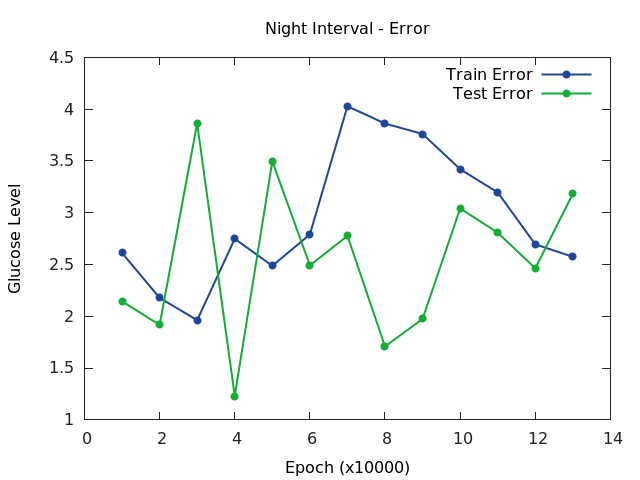 Night Interval - Error
4.5
4
3.5
3
2.5
2
1.5
1
Glucose Level
Train Error
Test Error
0 2 4 6 8 10 12 14
Epoch (x10000)